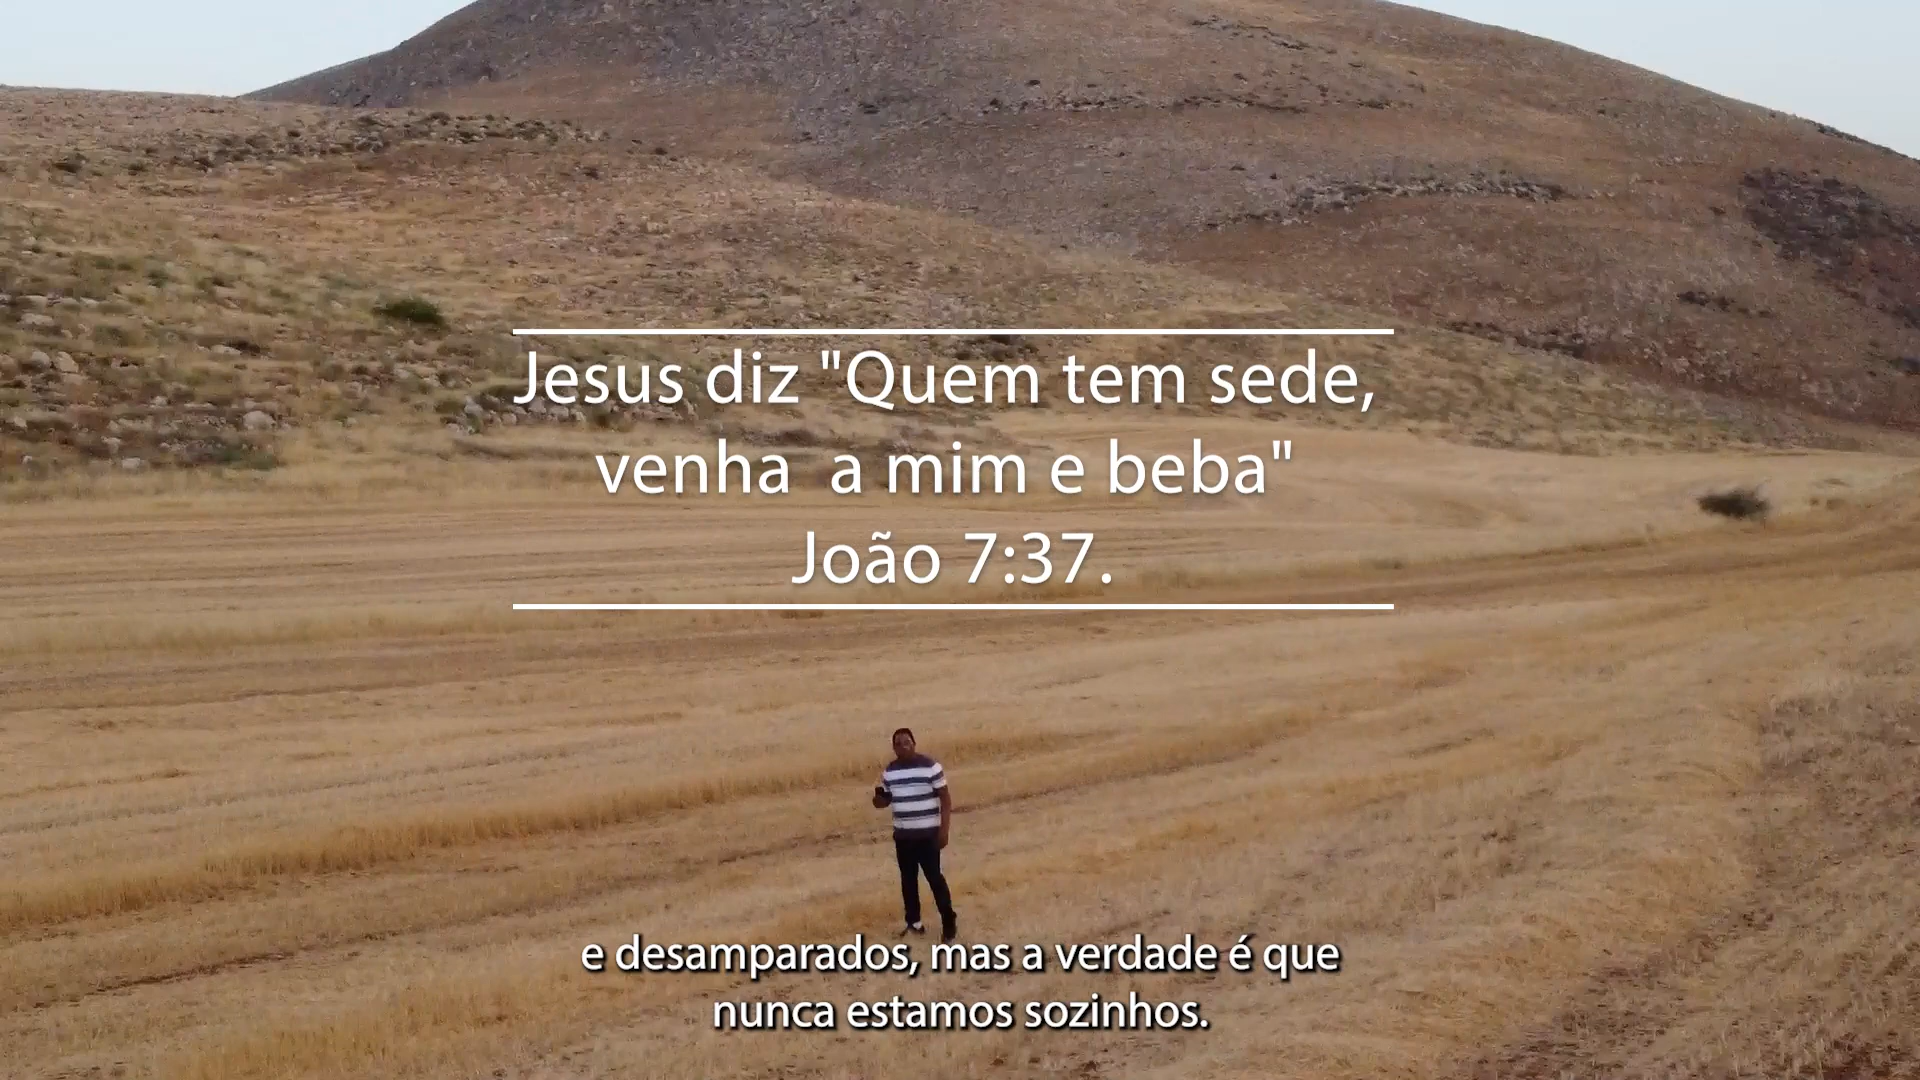 Jesus diz "Quem tem sede,
venha  a mim e beba"
João 7:37.
e desamparados, mas a verdade é que
nunca estamos sozinhos.